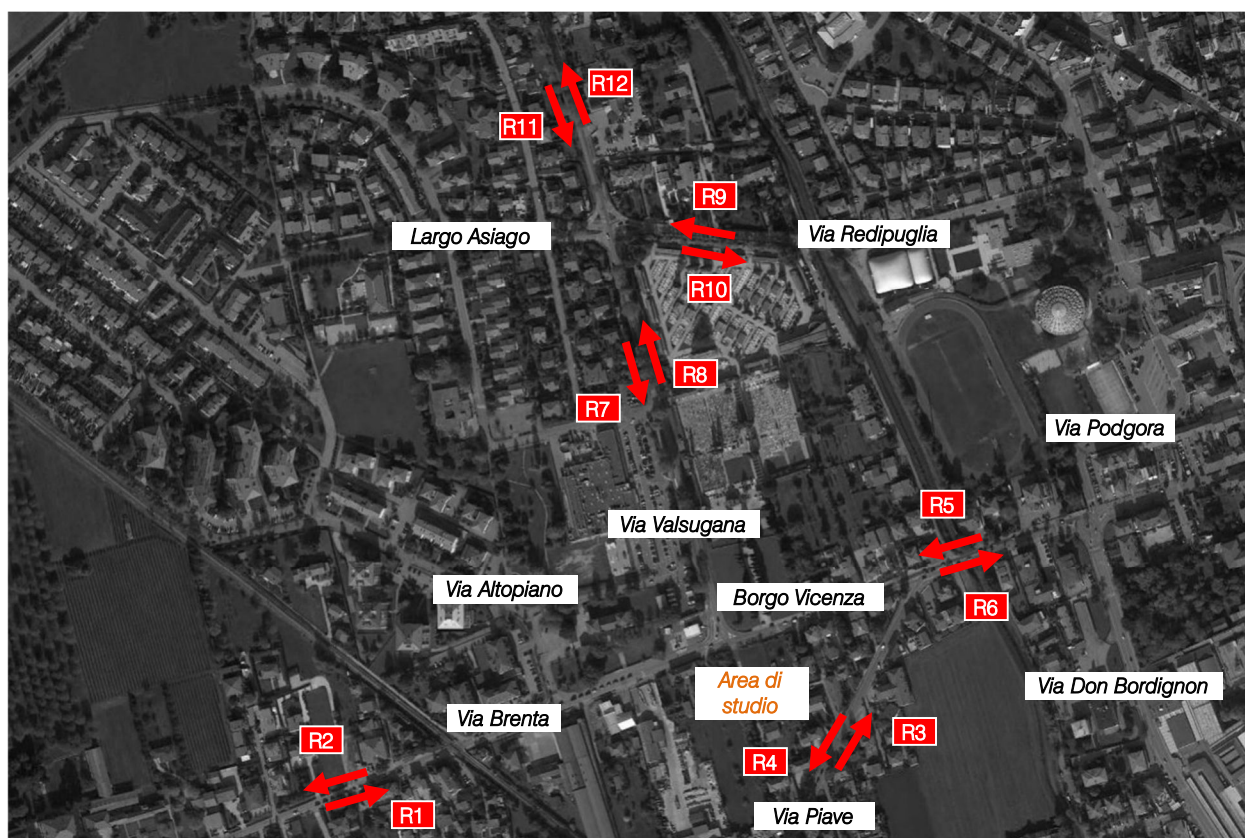 R12
R11
R9
Largo Asiago
Via Redipuglia
R10
R8
R7
Via Podgora
R5
Via Valsugana
Via Altopiano
Borgo Vicenza
R6
Area di
studio
Via Don Bordignon
Via Brenta
R3
R2
R4
R1
Via Piave